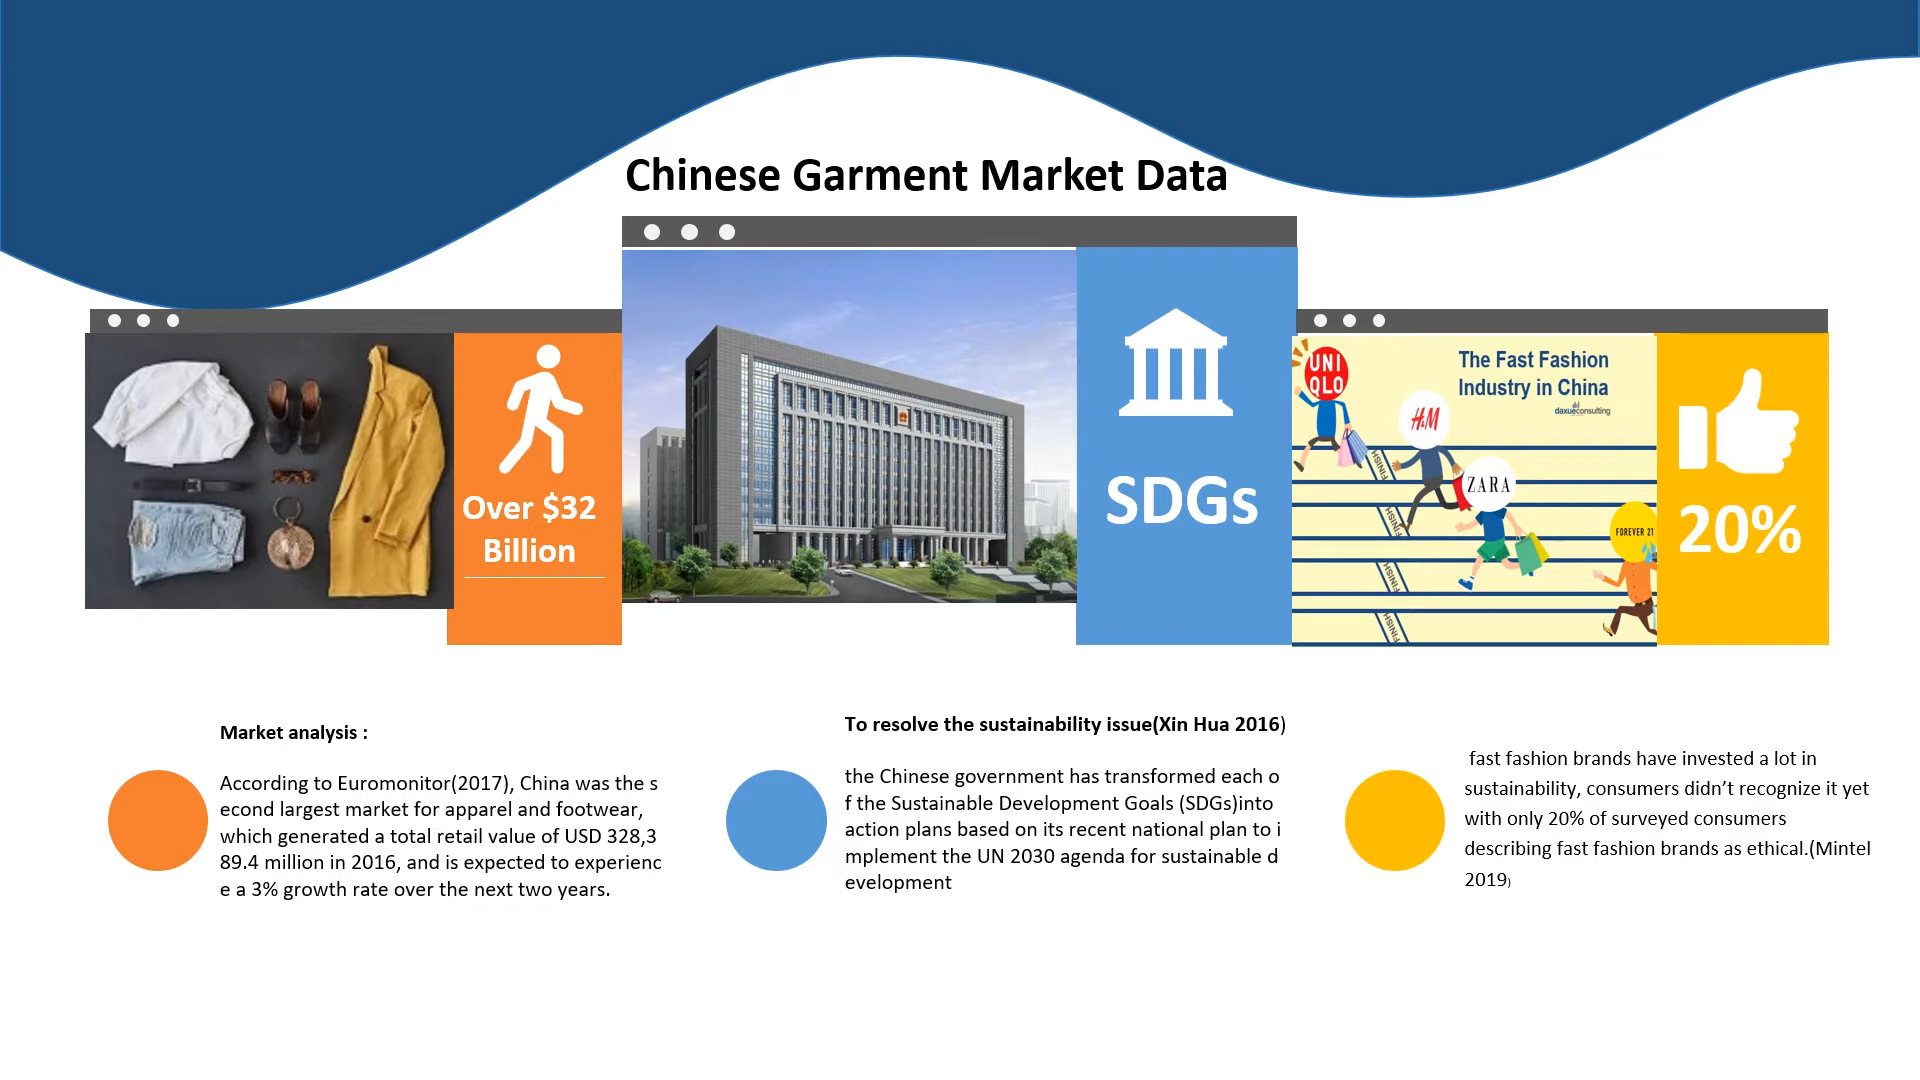 Chinese Garment Market Data
Over $32
Billion
SDGs
The Fast Fashion
Industry in China
daxueconsulting
UNI
QLO
H&M
ZARA
FOREVER 21
FINISH
FINISH
FINISH
FINISH
20%
Market analysis :
According to Euromonitor(2017), China was the s
econd largest market for apparel and footwear,
which generated a total retail value of USD 328,3
89.4 million in 2016, and is expected to experienc
e a 3% growth rate over the next two years.
To resolve the sustainability issue(Xin Hua 2016)
the Chinese government has transformed each o
f the Sustainable Development Goals (SDGs)into
action plans based on its recent national plan to i
mplement the UN 2030 agenda for sustainable d
evelopment
fast fashion brands have invested a lot in
sustainability, consumers didn’t recognize it yet
with only 20% of surveyed consumers
describing fast fashion brands as ethical.(Mintel
2019)